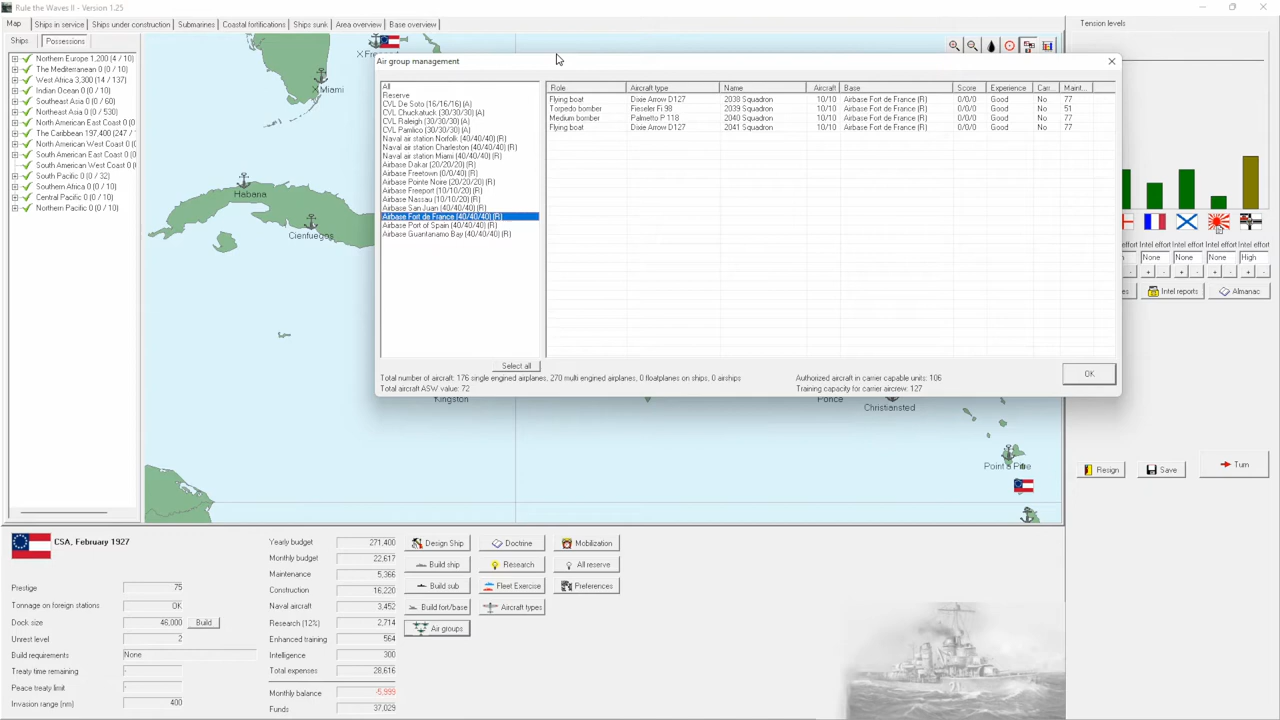 Rule the Waves II - Version 1.25
Map Ships in service Ships under construction Submarines Coastal fortifications Ships sunk Area overview Base overview
Tension levels
Ships Possessions
Northern Europe 1,200 (4 / 10)
The Mediterranean 0 (0 / 10)
West Africa 3,300 (14 / 137)
Indian Ocean 0 (0 / 10)
Southeast Asia 0 (0 / 60)
Northeast Asia 0 (0 / 530)
The Caribbean 197,400 (247 /
North American West Coast 0 (
South American East Coast 0 (
South American West Coast 0
South Pacific 0 (0 / 32)
Southern Africa 0 (0 / 10)
Central Pacific 0 (0 / 10)
Northern Pacific 0 (0 / 10)
Miami
Habana
Cienfuegos
Kingston
Ponce
Christiansted
Point a Pitre
Air group management
All
Reserve
CVL De Soto (16/16/16) (A)
CVL Chuckatuck (30/30/30) (A)
CVL Raleigh (30/30/30) (A)
CVL Pamlico (30/30/30) (A)
Naval air station Norfolk (40/40/40) (R)
Naval air station Charleston (40/40/40) (R)
Naval air station Miami (40/40/40) (R)
Airbase Dakar (20/20/20) (R)
Airbase Freetown (0/0/40) (R)
Airbase Pointe Noire (20/20/20) (R)
Airbase Freeport (10/10/20) (R)
Airbase Nassau (10/10/20) (R)
Airbase San Juan (40/40/40) (R)
Airbase Fort de France (40/40/40) (R)
Airbase Port of Spain (40/40/40) (R)
Airbase Guantanamo Bay (40/40/40) (R)
Role Aircraft type Name Aircraft Base Score Experience Carr... Maint...
Flying boat Dixie Arrow D127 2038 Squadron 10/10 Airbase Fort de France (R) 0/0/0 Good No 77
Torpedo bomber Fieseler Fi 98 2039 Squadron 10/10 Airbase Fort de France (R) 0/0/0 Good No 51
Medium bomber Palmetto P 118 2040 Squadron 10/10 Airbase Fort de France (R) 0/0/0 Good No 77
Flying boat Dixie Arrow D127 2041 Squadron 10/10 Airbase Fort de France (R) 0/0/0 Good No 77
Select all
Total number of aircraft: 176 single engined airplanes, 270 multi engined airplanes, 0 floatplanes on ships, 0 airships
Total aircraft ASW value: 72
Authorized aircraft in carrier capable units: 106
Training capacity for carrier aircrew: 127
OK
Intel effort Intel effort Intel effort Intel effort
None None None High
+ - + - + - + -
Intel reports Almanac
Resign Save Turn
CSA, February 1927
Prestige 75
Tonnage on foreign stations OK
Dock size 46,000 Build
Unrest level 2
Build requirements None
Treaty time remaining -
Peace treaty limit -
Invasion range [nm] 400
Yearly budget 271,400
Monthly budget 22,617
Maintenance 5,366
Construction 16,220
Naval aircraft 3,452
Research (12%) 2,714
Enhanced training 564
Intelligence 300
Total expenses 28,616
Monthly balance -5,999
Funds 37,029
Design Ship Doctrine Mobilization
Build ship Research All reserve
Build sub Fleet Exercise Preferences
Build fort/base Aircraft types
Air groups